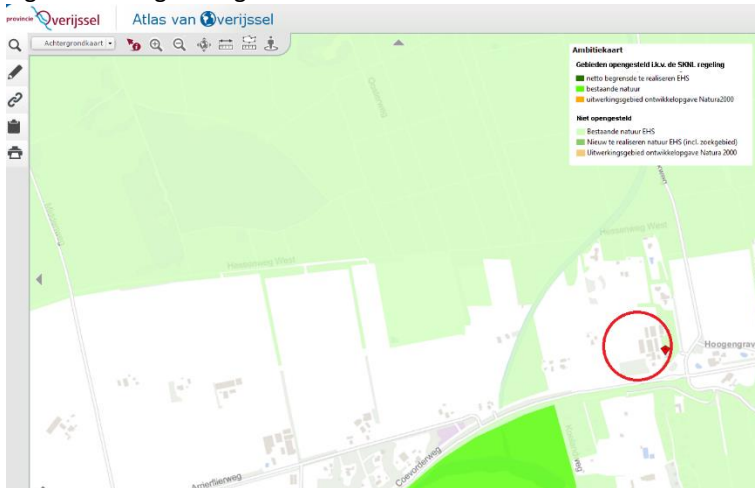 provincie Overijssel
Atlas van Overijssel
Achtergrondkaart
Ambitiekaart
Gebieden opengesteld i.k.v. de SKNL regeling
netto begrensde te realiseren EHS
bestaande natuur
uitwerkingsgebied ontwikkelopgave Natura2000
Niet opengesteld
Bestaande natuur EHS
Nieuw te realiseren natuur EHS (incl. zoekgebied)
Uitwerkingsgebied ontwikkelopgave Natura 2000
Hessenweg West
Hessenweg West
Hoogengrav
Coevorderweg